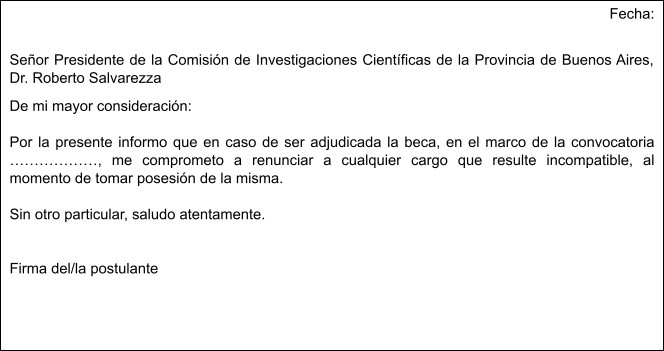 Fecha:
Señor Presidente de la Comisión de Investigaciones Científicas de la Provincia de Buenos Aires,
Dr. Roberto Salvarezza
De mi mayor consideración:
Por la presente informo que en caso de ser adjudicada la beca, en el marco de la convocatoria
………………, me comprometo a renunciar a cualquier cargo que resulte incompatible, al
momento de tomar posesión de la misma.
Sin otro particular, saludo atentamente.
Firma del/la postulante